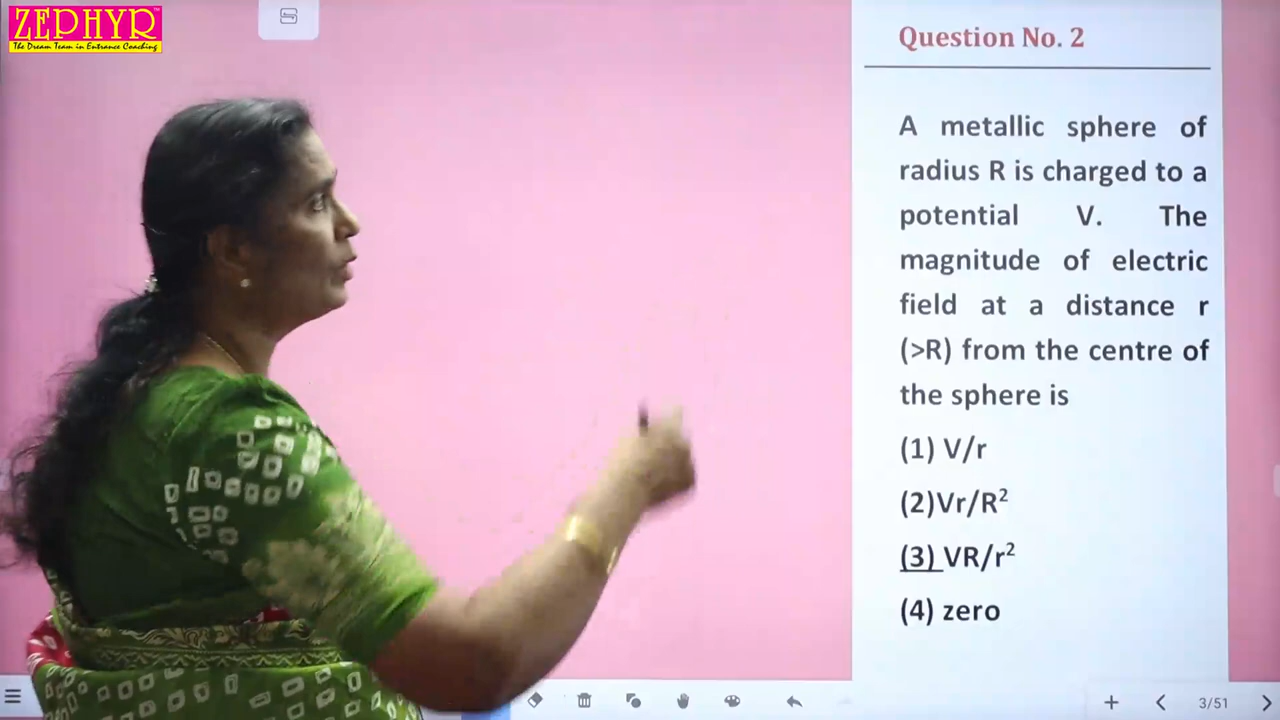 ZEPHYR™
The Dream Team in Entrance Coaching
Question No. 2
A metallic sphere of
radius R is charged to a
potential V. The
magnitude of electric
field at a distance r
(>R) from the centre of
the sphere is
(1) V/r
(2)Vr/R²
(3) VR/r²
(4) zero
3/51